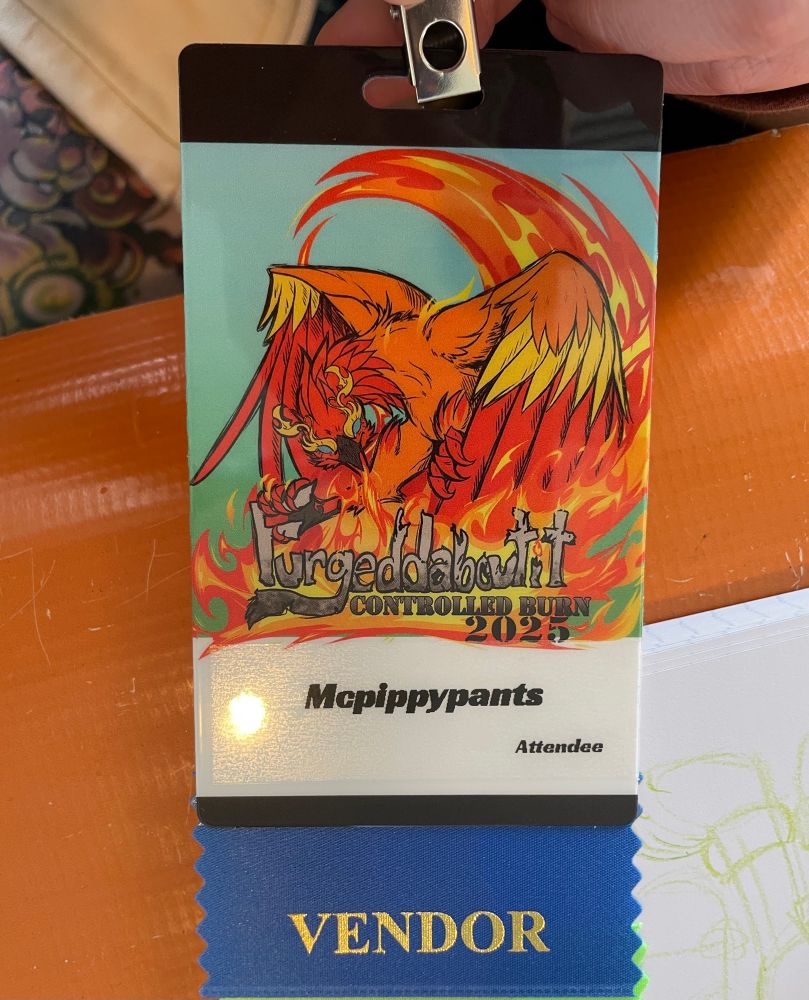 Furgeddaboutit
CONTROLLED BURN
2025
Mcpippypants
Attendee
VENDOR